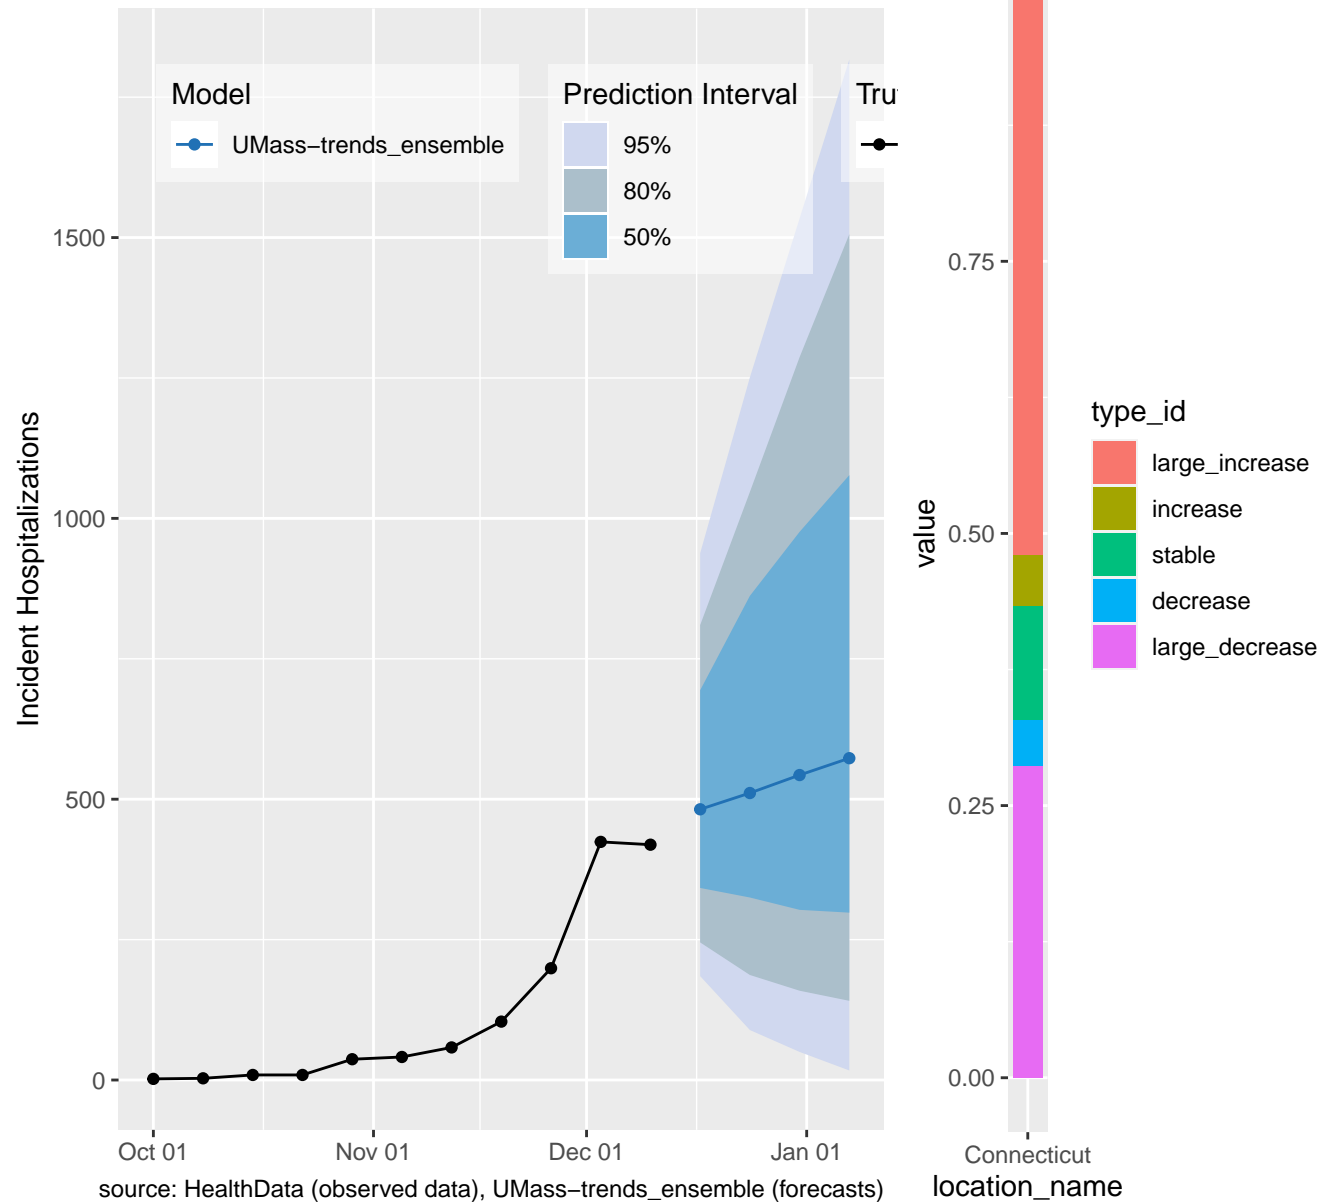 Model
UMass−trends_ensemble
Prediction Interval
95%
80%
50%
Incident Hospitalizations
1500
1000
500
0
Oct 01
Nov 01
Dec 01
Jan 01
source: HealthData (observed data), UMass−trends_ensemble (forecasts)
value
0.75
0.50
0.25
0.00
Connecticut
location_name
type_id
large_increase
increase
stable
decrease
large_decrease